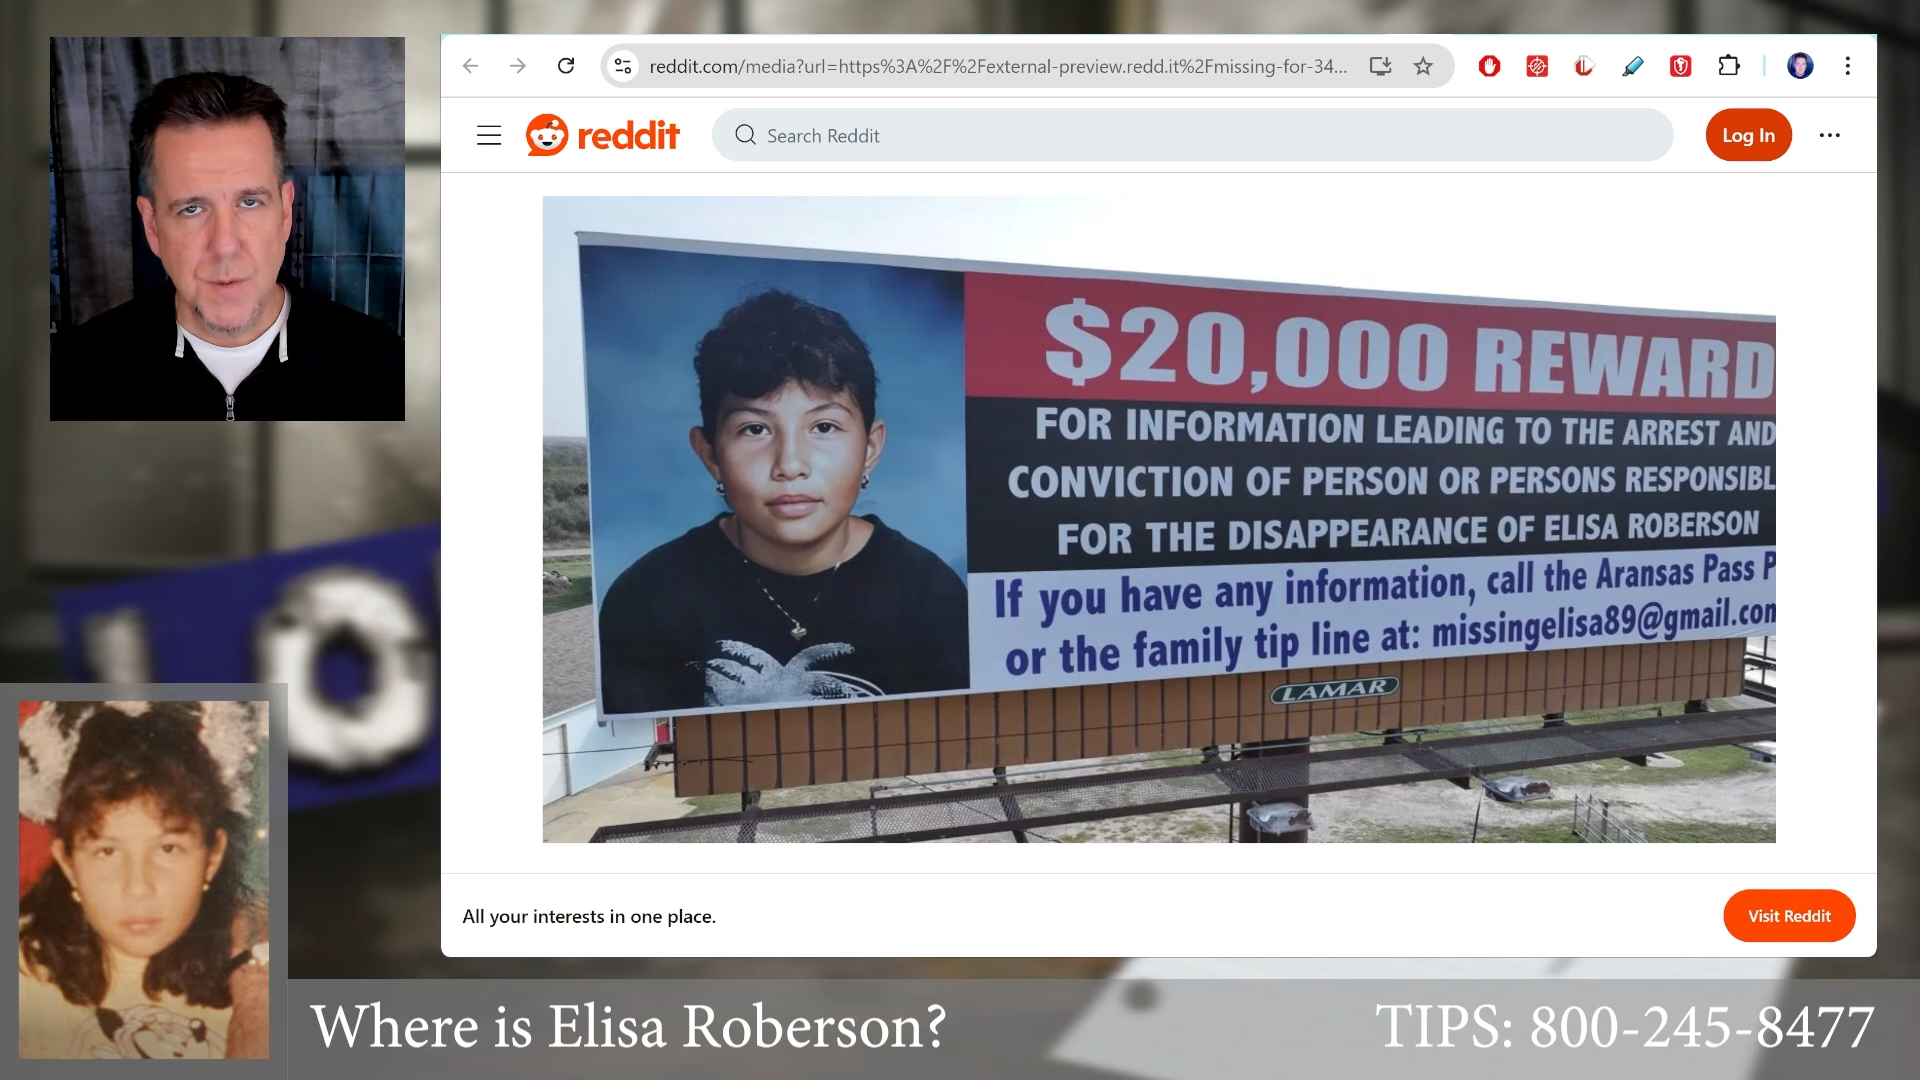 reddit.com/media?url=https%3A%2F%2Fexternal-preview.redd.it%2Fmissing-for-34...
reddit
Search Reddit
Log In
$20,000 REWARD
FOR INFORMATION LEADING TO THE ARREST AND
CONVICTION OF PERSON OR PERSONS RESPONSIBL
FOR THE DISAPPEARANCE OF ELISA ROBERSON
If you have any information, call the Aransas Pass P
or the family tip line at: missingelisa89@gmail.com
LAMAR
All your interests in one place.
Visit Reddit
Where is Elisa Roberson?
TIPS: 800-245-8477